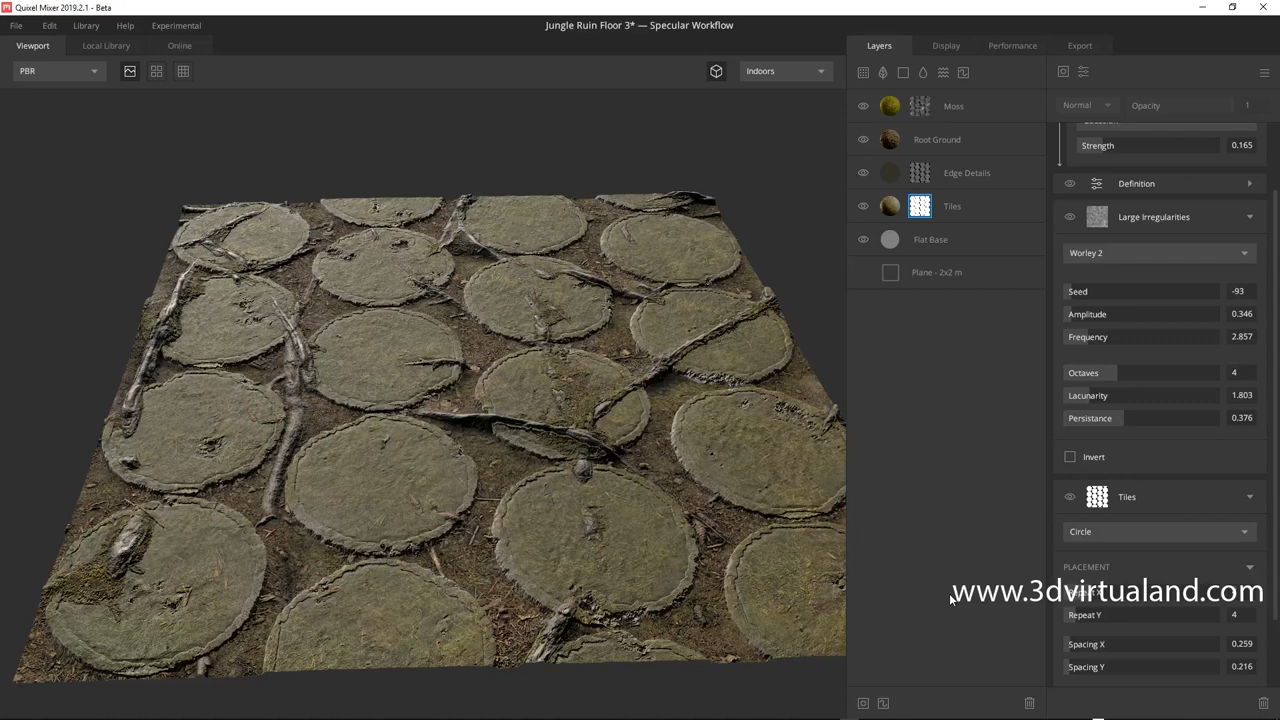 Quixel Mixer 2019.2.1 - Beta
File Edit Library Help Experimental
Jungle Ruin Floor 3* — Specular Workflow
Viewport Local Library Online
Layers Display Performance Export
PBR
Indoors
Moss
Root Ground
Edge Details
Tiles
Flat Base
Plane - 2x2 m
Normal Opacity 1
Strength 0.165
Definition
Large Irregularities
Worley 2
Seed -93
Amplitude 0.346
Frequency 2.857
Octaves 4
Lacunarity 1.803
Persistance 0.376
Invert
Tiles
Circle
PLACEMENT
www.3dvirtualand.com
Repeat Y 4
Spacing X 0.259
Spacing Y 0.216